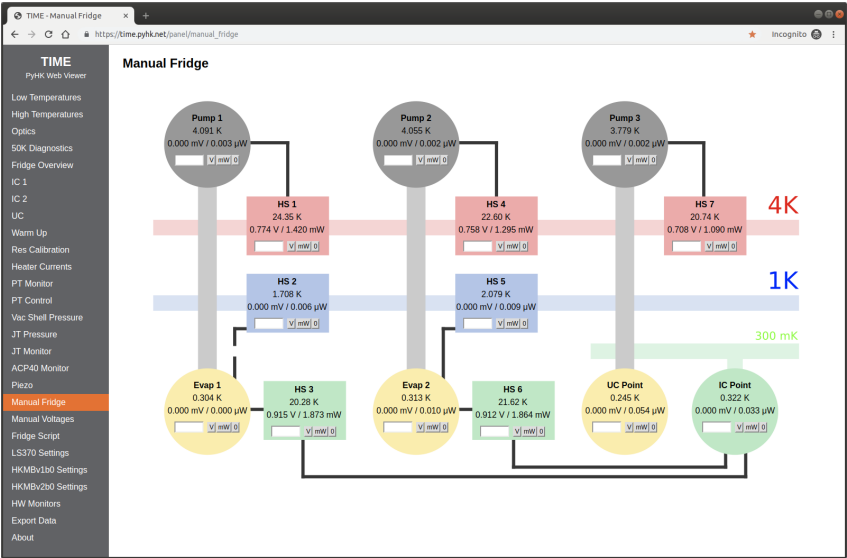 TIME - Manual Fridge
https://time.pyhk.net/panel/manual_fridge
Incognito
TIME
PyHK Web Viewer
Low Temperatures
High Temperatures
Optics
50K Diagnostics
Fridge Overview
IC 1
IC 2
UC
Warm Up
Res Calibration
Heater Currents
PT Monitor
PT Control
Vac Shell Pressure
JT Pressure
JT Monitor
ACP40 Monitor
Piezo
Manual Fridge
Manual Voltages
Fridge Script
LS370 Settings
HKMBv1b0 Settings
HKMBv2b0 Settings
HW Monitors
Export Data
About
Manual Fridge
Pump 1
4.091 K
0.000 mV / 0.003 µW
V mW 0
Pump 2
4.055 K
0.000 mV / 0.002 µW
V mW 0
Pump 3
3.779 K
0.000 mV / 0.002 µW
V mW 0
HS 1
24.35 K
0.774 V / 1.420 mW
V mW 0
HS 4
22.60 K
0.758 V / 1.295 mW
V mW 0
HS 7
20.74 K
0.708 V / 1.090 mW
V mW 0
4K
HS 2
1.708 K
0.000 mV / 0.006 µW
V mW 0
HS 5
2.079 K
0.000 mV / 0.009 µW
V mW 0
1K
300 mK
Evap 1
0.304 K
0.000 mV / 0.000 µW
V mW 0
HS 3
20.28 K
0.915 V / 1.873 mW
V mW 0
Evap 2
0.313 K
0.000 mV / 0.010 µW
V mW 0
HS 6
21.62 K
0.912 V / 1.864 mW
V mW 0
UC Point
0.245 K
0.000 mV / 0.054 µW
V mW 0
IC Point
0.322 K
0.000 mV / 0.033 µW
V mW 0